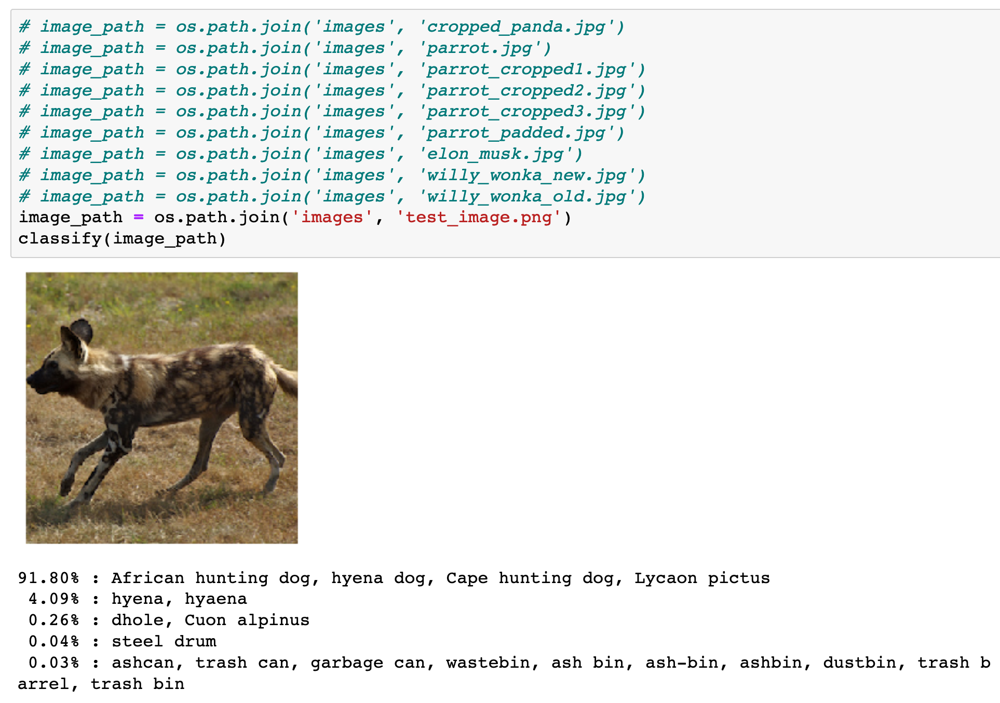 # image_path = os.path.join('images', 'cropped_panda.jpg')
# image_path = os.path.join('images', 'parrot.jpg')
# image_path = os.path.join('images', 'parrot_cropped1.jpg')
# image_path = os.path.join('images', 'parrot_cropped2.jpg')
# image_path = os.path.join('images', 'parrot_cropped3.jpg')
# image_path = os.path.join('images', 'parrot_padded.jpg')
# image_path = os.path.join('images', 'elon_musk.jpg')
# image_path = os.path.join('images', 'willy_wonka_new.jpg')
# image_path = os.path.join('images', 'willy_wonka_old.jpg')
image_path = os.path.join('images', 'test_image.png')
classify(image_path)
91.80% : African hunting dog, hyena dog, Cape hunting dog, Lycaon pictus
4.09% : hyena, hyaena
0.26% : dhole, Cuon alpinus
0.04% : steel drum
0.03% : ashcan, trash can, garbage can, wastebin, ash bin, ash-bin, ashbin, dustbin, trash b
arrel, trash bin